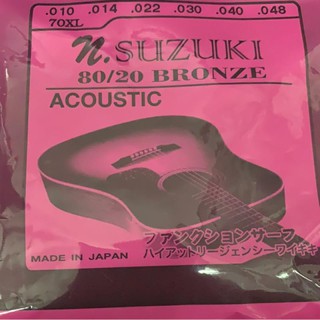 .010 .014 .022 .030 .040 .048
70XL
n.SUZUKI
80/20 BRONZE
ACOUSTIC
ファンクションサーフ
ハイアットリージェンシーワイキキ
MADE IN JAPAN